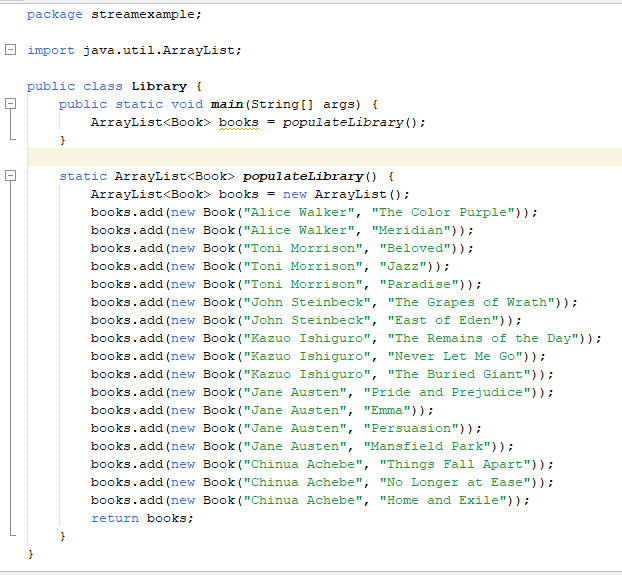 package streamexample;
import java.util.ArrayList;
public class Library {
public static void main(String[] args) {
ArrayList<Book> books = populateLibrary();
}
static ArrayList<Book> populateLibrary() {
ArrayList<Book> books = new ArrayList();
books.add(new Book("Alice Walker", "The Color Purple"));
books.add(new Book("Alice Walker", "Meridian"));
books.add(new Book("Toni Morrison", "Beloved"));
books.add(new Book("Toni Morrison", "Jazz"));
books.add(new Book("Toni Morrison", "Paradise"));
books.add(new Book("John Steinbeck", "The Grapes of Wrath"));
books.add(new Book("John Steinbeck", "East of Eden"));
books.add(new Book("Kazuo Ishiguro", "The Remains of the Day"));
books.add(new Book("Kazuo Ishiguro", "Never Let Me Go"));
books.add(new Book("Kazuo Ishiguro", "The Buried Giant"));
books.add(new Book("Jane Austen", "Pride and Prejudice"));
books.add(new Book("Jane Austen", "Emma"));
books.add(new Book("Jane Austen", "Persuasion"));
books.add(new Book("Jane Austen", "Mansfield Park"));
books.add(new Book("Chinua Achebe", "Things Fall Apart"));
books.add(new Book("Chinua Achebe", "No Longer at Ease"));
books.add(new Book("Chinua Achebe", "Home and Exile"));
return books;
}
}